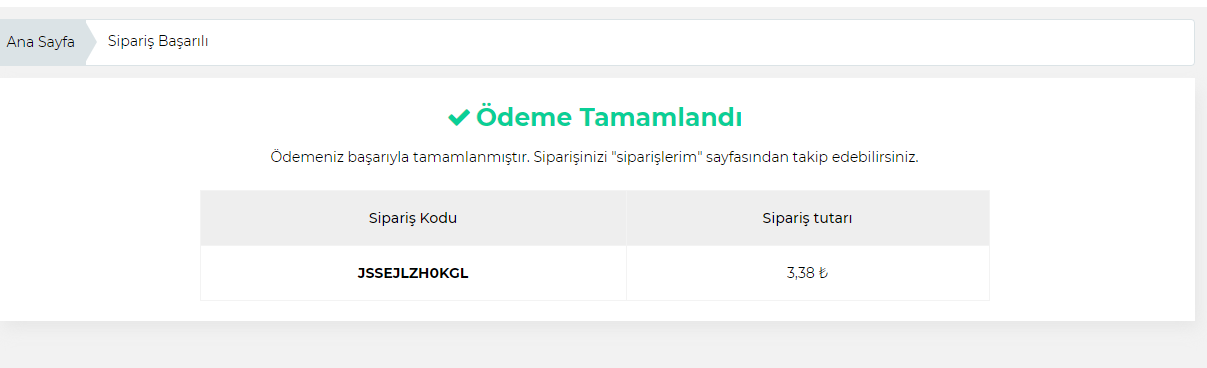 Ana Sayfa
Sipariş Başarılı
Ödeme Tamamlandı
Ödemeniz başarıyla tamamlanmıştır. Siparişinizi "siparişlerim" sayfasından takip edebilirsiniz.
Sipariş Kodu
Sipariş tutarı
JSSEJLZH0KGL
3,38 ₺